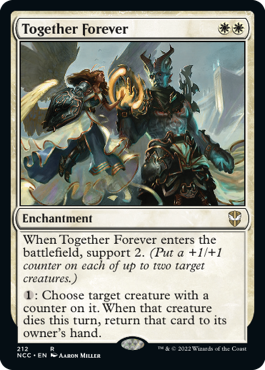 Together Forever
Enchantment
When Together Forever enters the
battlefield, support 2. (Put a +1/+1
counter on each of up to two target
creatures.)
1: Choose target creature with a
counter on it. When that creature
dies this turn, return that card to its
owner's hand.
212 R
NCC • EN AARON MILLER
™ & © 2022 Wizards of the Coast